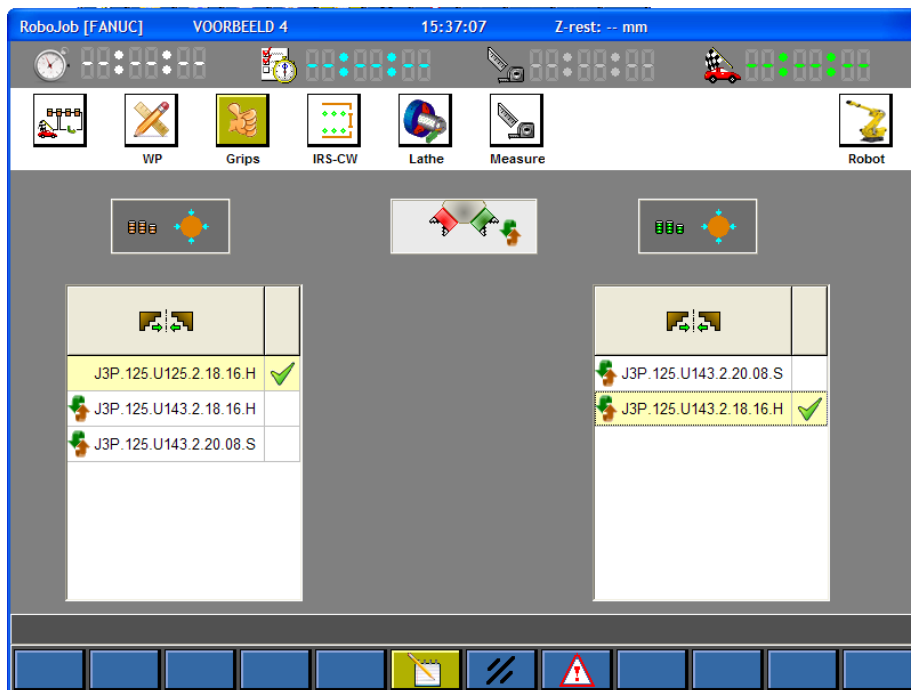 RoboJob [FANUC] VOORBEELD 4 15:37:07 Z-rest: -- mm
WP Grips IRS-CW Lathe Measure Robot
J3P.125.U125.2.18.16.H
J3P.125.U143.2.18.16.H
J3P.125.U143.2.20.08.S
J3P.125.U143.2.20.08.S
J3P.125.U143.2.18.16.H